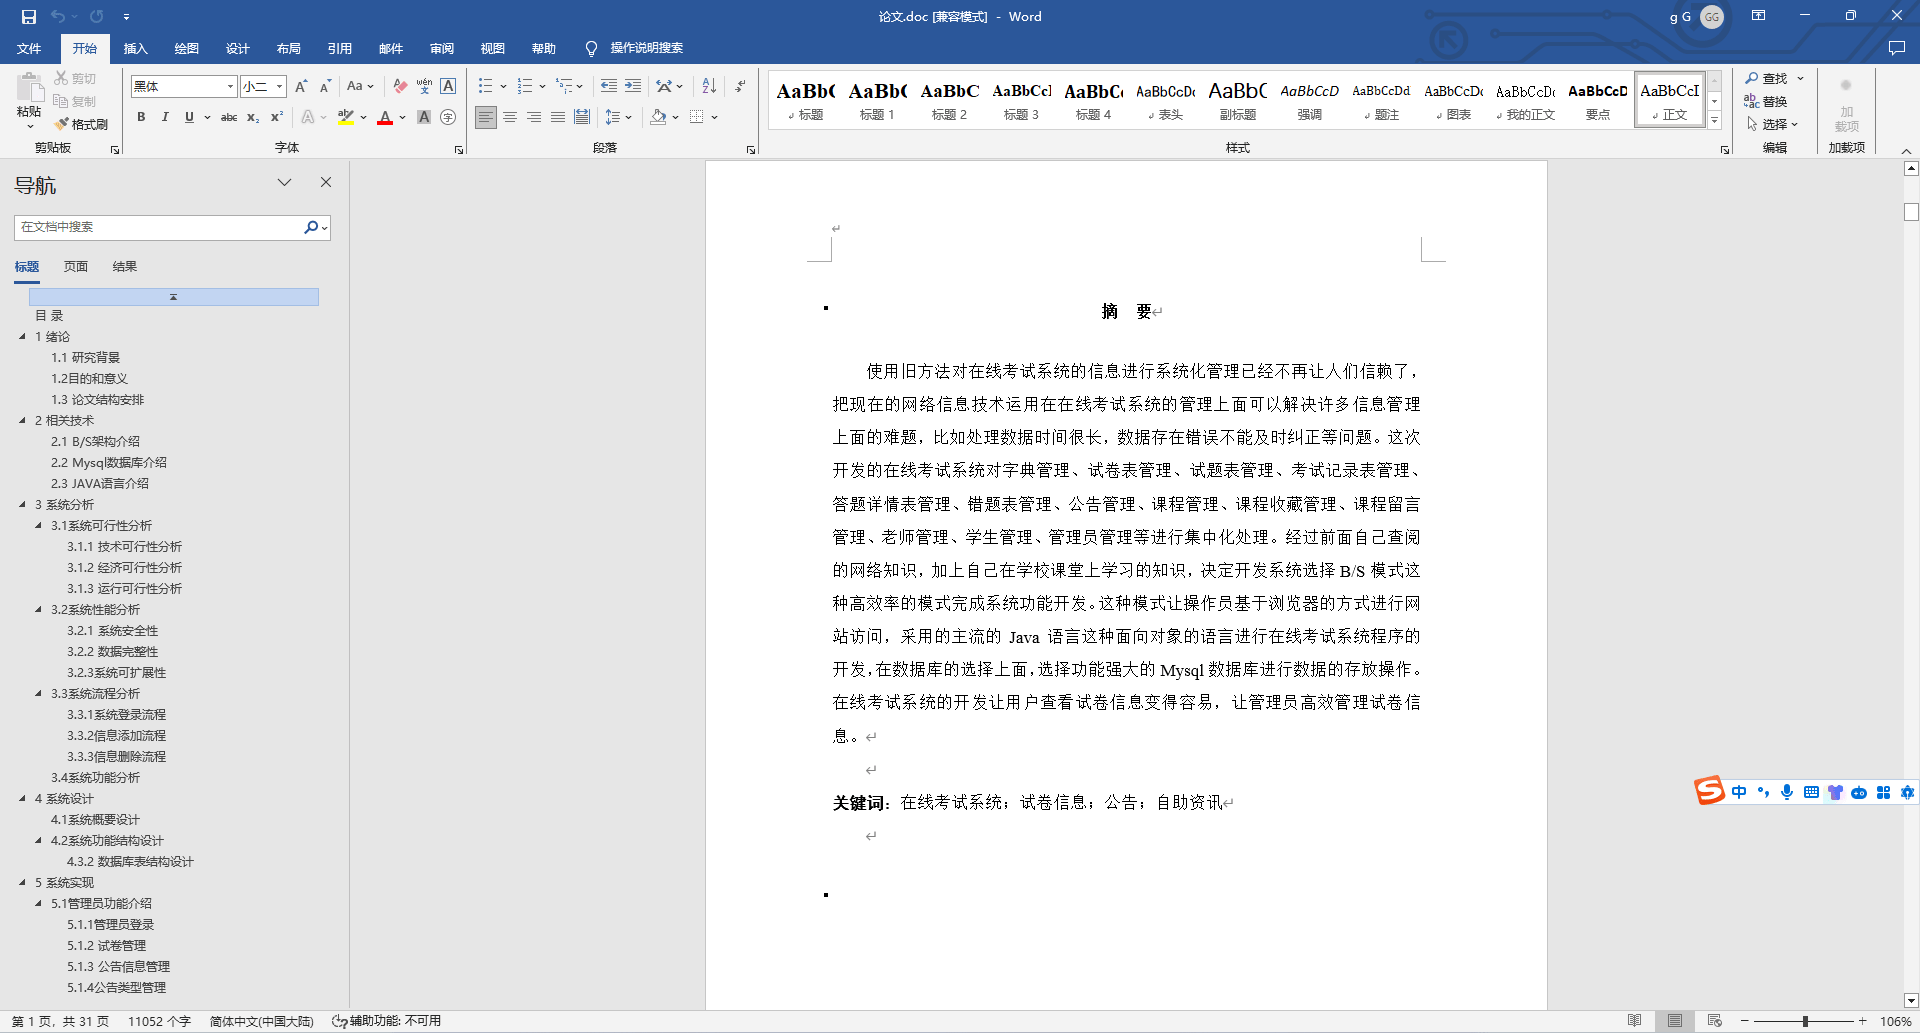 论文.doc [兼容模式] - Word
g G GG
文件 开始 插入 绘图 设计 布局 引用 邮件 审阅 视图 帮助 操作说明搜索
粘贴 剪切 复制 格式刷
剪贴板
黑体 小二
字体
段落
AaBbC AaBbC AaBbC AaBbCcI AaBbCc AaBbCcDc AaBbC AaBbCcD AaBbCcDd AaBbCcDc AaBbCcDc AaBbCcD AaBbCcI
标题 标题 1 标题 2 标题 3 标题 4 表头 副标题 强调 题注 图表 我的正文 要点 正文
样式
查找
替换
选择
编辑
加载项
加载项
导航
在文档中搜索
标题 页面 结果
目 录
1 绪论
1.1 研究背景
1.2目的和意义
1.3 论文结构安排
2 相关技术
2.1 B/S架构介绍
2.2 Mysql数据库介绍
2.3 JAVA语言介绍
3 系统分析
3.1系统可行性分析
3.1.1 技术可行性分析
3.1.2 经济可行性分析
3.1.3 运行可行性分析
3.2系统性能分析
3.2.1 系统安全性
3.2.2 数据完整性
3.2.3系统可扩展性
3.3系统流程分析
3.3.1系统登录流程
3.3.2信息添加流程
3.3.3信息删除流程
3.4系统功能分析
4 系统设计
4.1系统概要设计
4.2系统功能结构设计
4.3.2 数据库表结构设计
5 系统实现
5.1管理员功能介绍
5.1.1管理员登录
5.1.2 试卷管理
5.1.3 公告信息管理
5.1.4公告类型管理
摘 要
使用旧方法对在线考试系统的信息进行系统化管理已经不再让人们信赖了，
把现在的网络信息技术运用在在线考试系统的管理上面可以解决许多信息管理
上面的难题，比如处理数据时间很长，数据存在错误不能及时纠正等问题。这次
开发的在线考试系统对字典管理、试卷表管理、试题表管理、考试记录表管理、
答题详情表管理、错题表管理、公告管理、课程管理、课程收藏管理、课程留言
管理、老师管理、学生管理、管理员管理等进行集中化处理。经过前面自己查阅
的网络知识，加上自己在学校课堂上学习的知识，决定开发系统选择 B/S 模式这
种高效率的模式完成系统功能开发。这种模式让操作员基于浏览器的方式进行网
站访问，采用的主流的 Java 语言这种面向对象的语言进行在线考试系统程序的
开发，在数据库的选择上面，选择功能强大的 Mysql 数据库进行数据的存放操作。
在线考试系统的开发让用户查看试卷信息变得容易，让管理员高效管理试卷信
息。
关键词：在线考试系统；试卷信息；公告；自助资讯
中
第 1 页，共 31 页 11052 个字 简体中文(中国大陆) 辅助功能: 不可用
106%